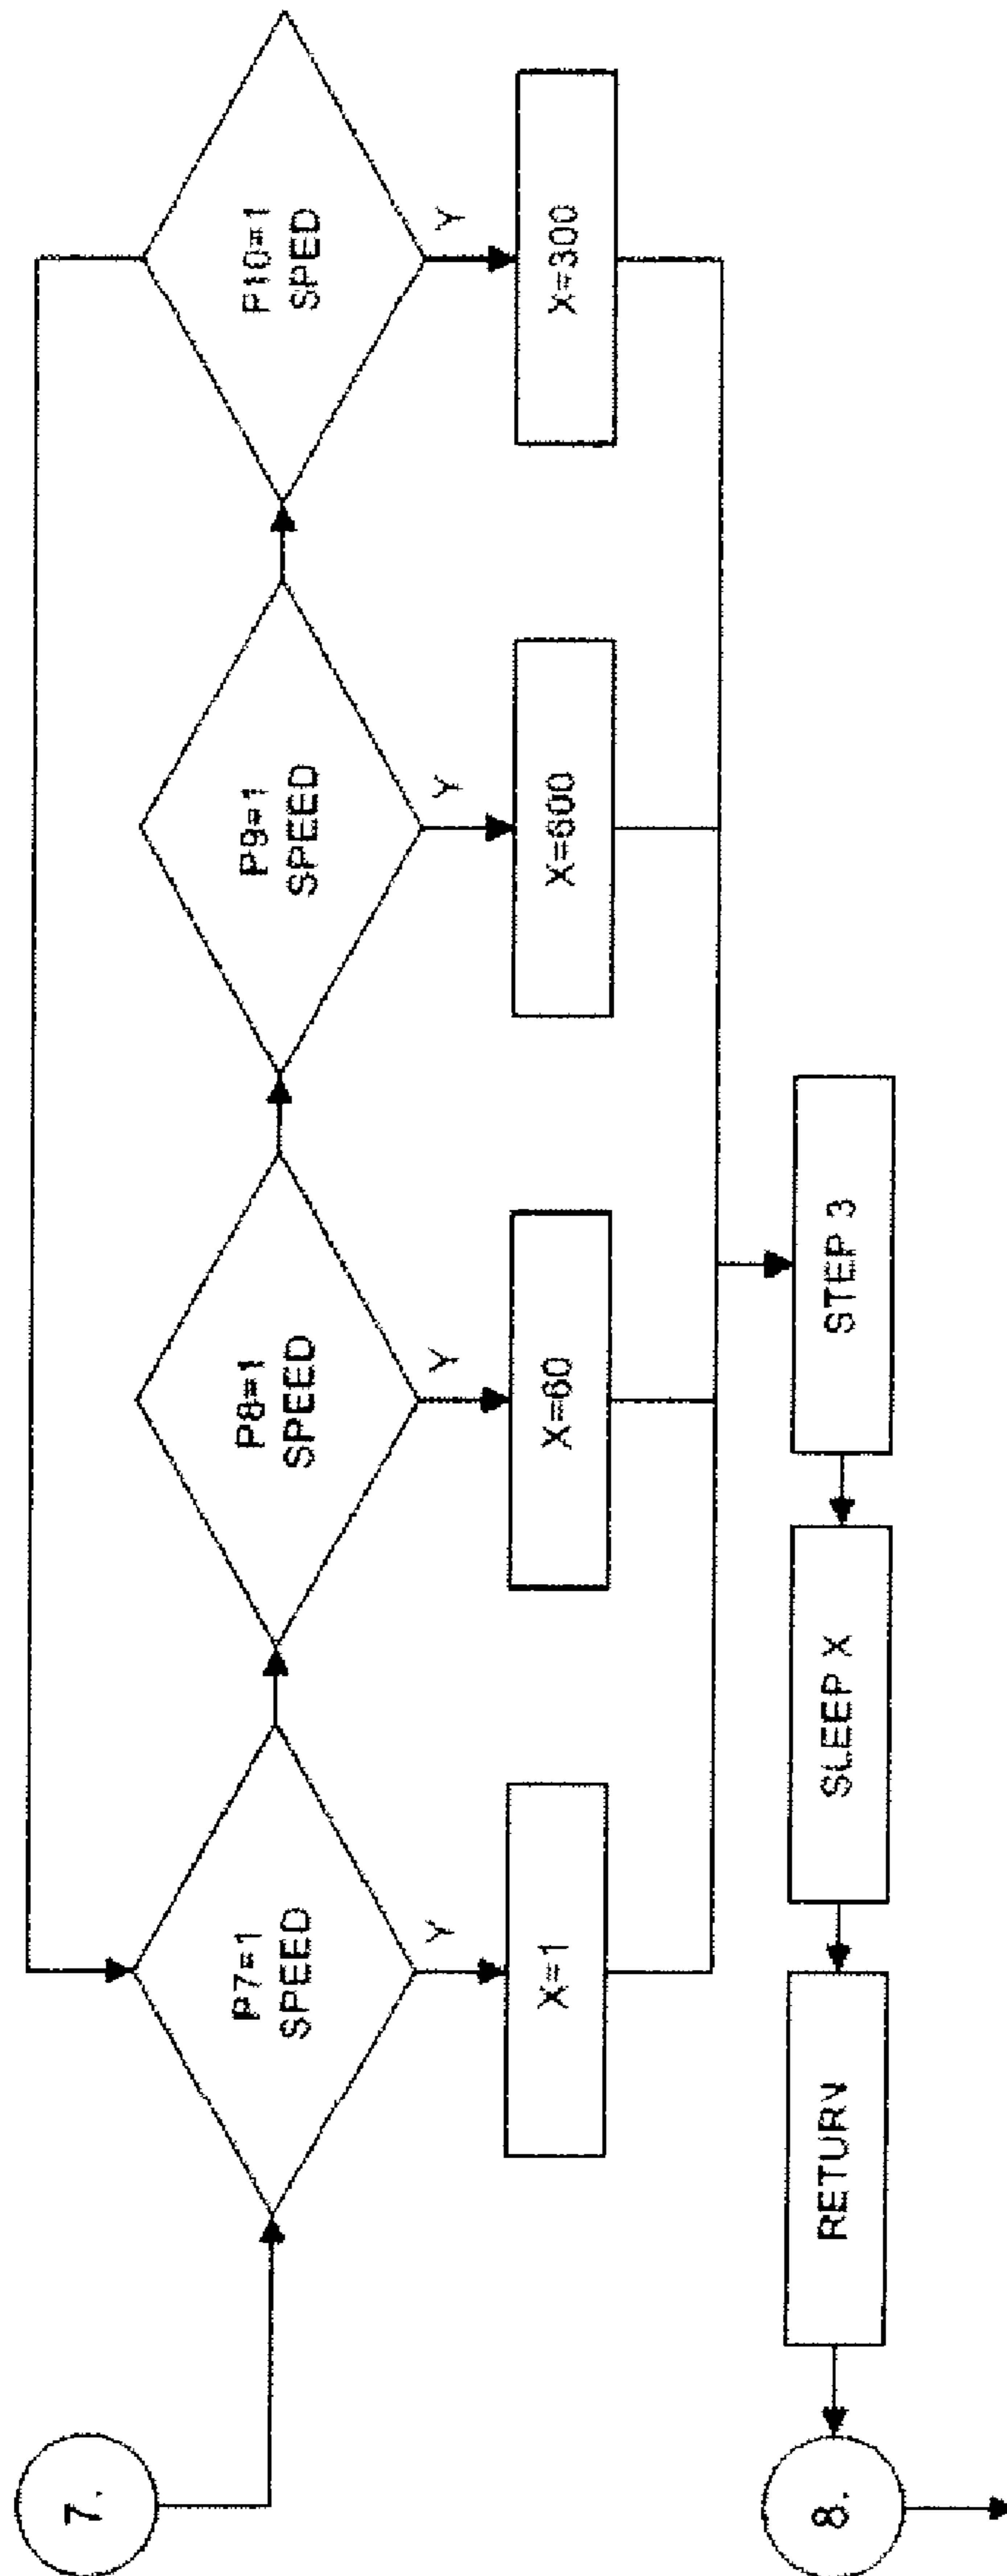 7.
P7=1
SPEED
P8=1
SPEED
P9=1
SPEED
P10=1
SPED
Y
Y
Y
Y
X=1
X=60
X=600
X=300
STEP 3
SLEEP X
RETURN
8.